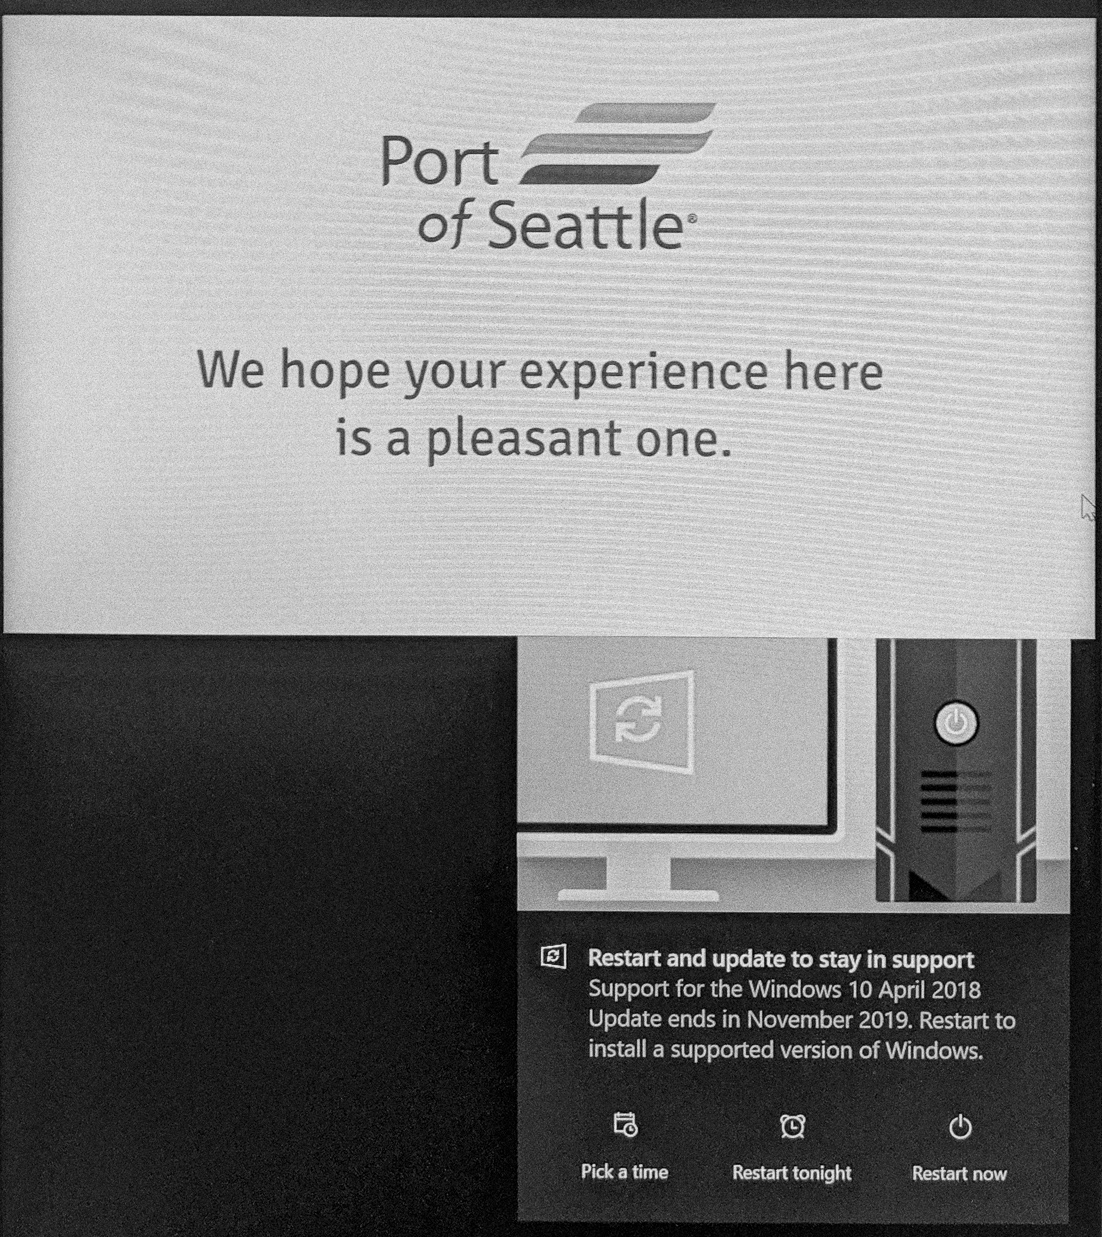 Port
of Seattle®
We hope your experience here
is a pleasant one.
Restart and update to stay in support
Support for the Windows 10 April 2018
Update ends in November 2019. Restart to
install a supported version of Windows.
Pick a time
Restart tonight
Restart now